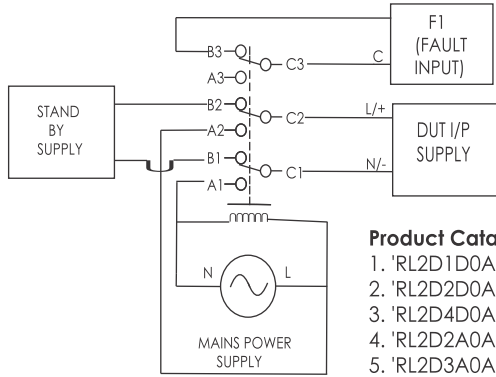 F1
(FAULT
INPUT)
B3
C3
C
A3
STAND
BY
SUPPLY
B2
C2
L/+
A2
DUT I/P
SUPPLY
B1
C1
N/-
A1
N
L
MAINS POWER
SUPPLY
Product Cata
1. 'RL2D1D0A
2. 'RL2D2D0A
3. 'RL2D4D0A
4. 'RL2D2A0A
5. 'RL2D3A0A